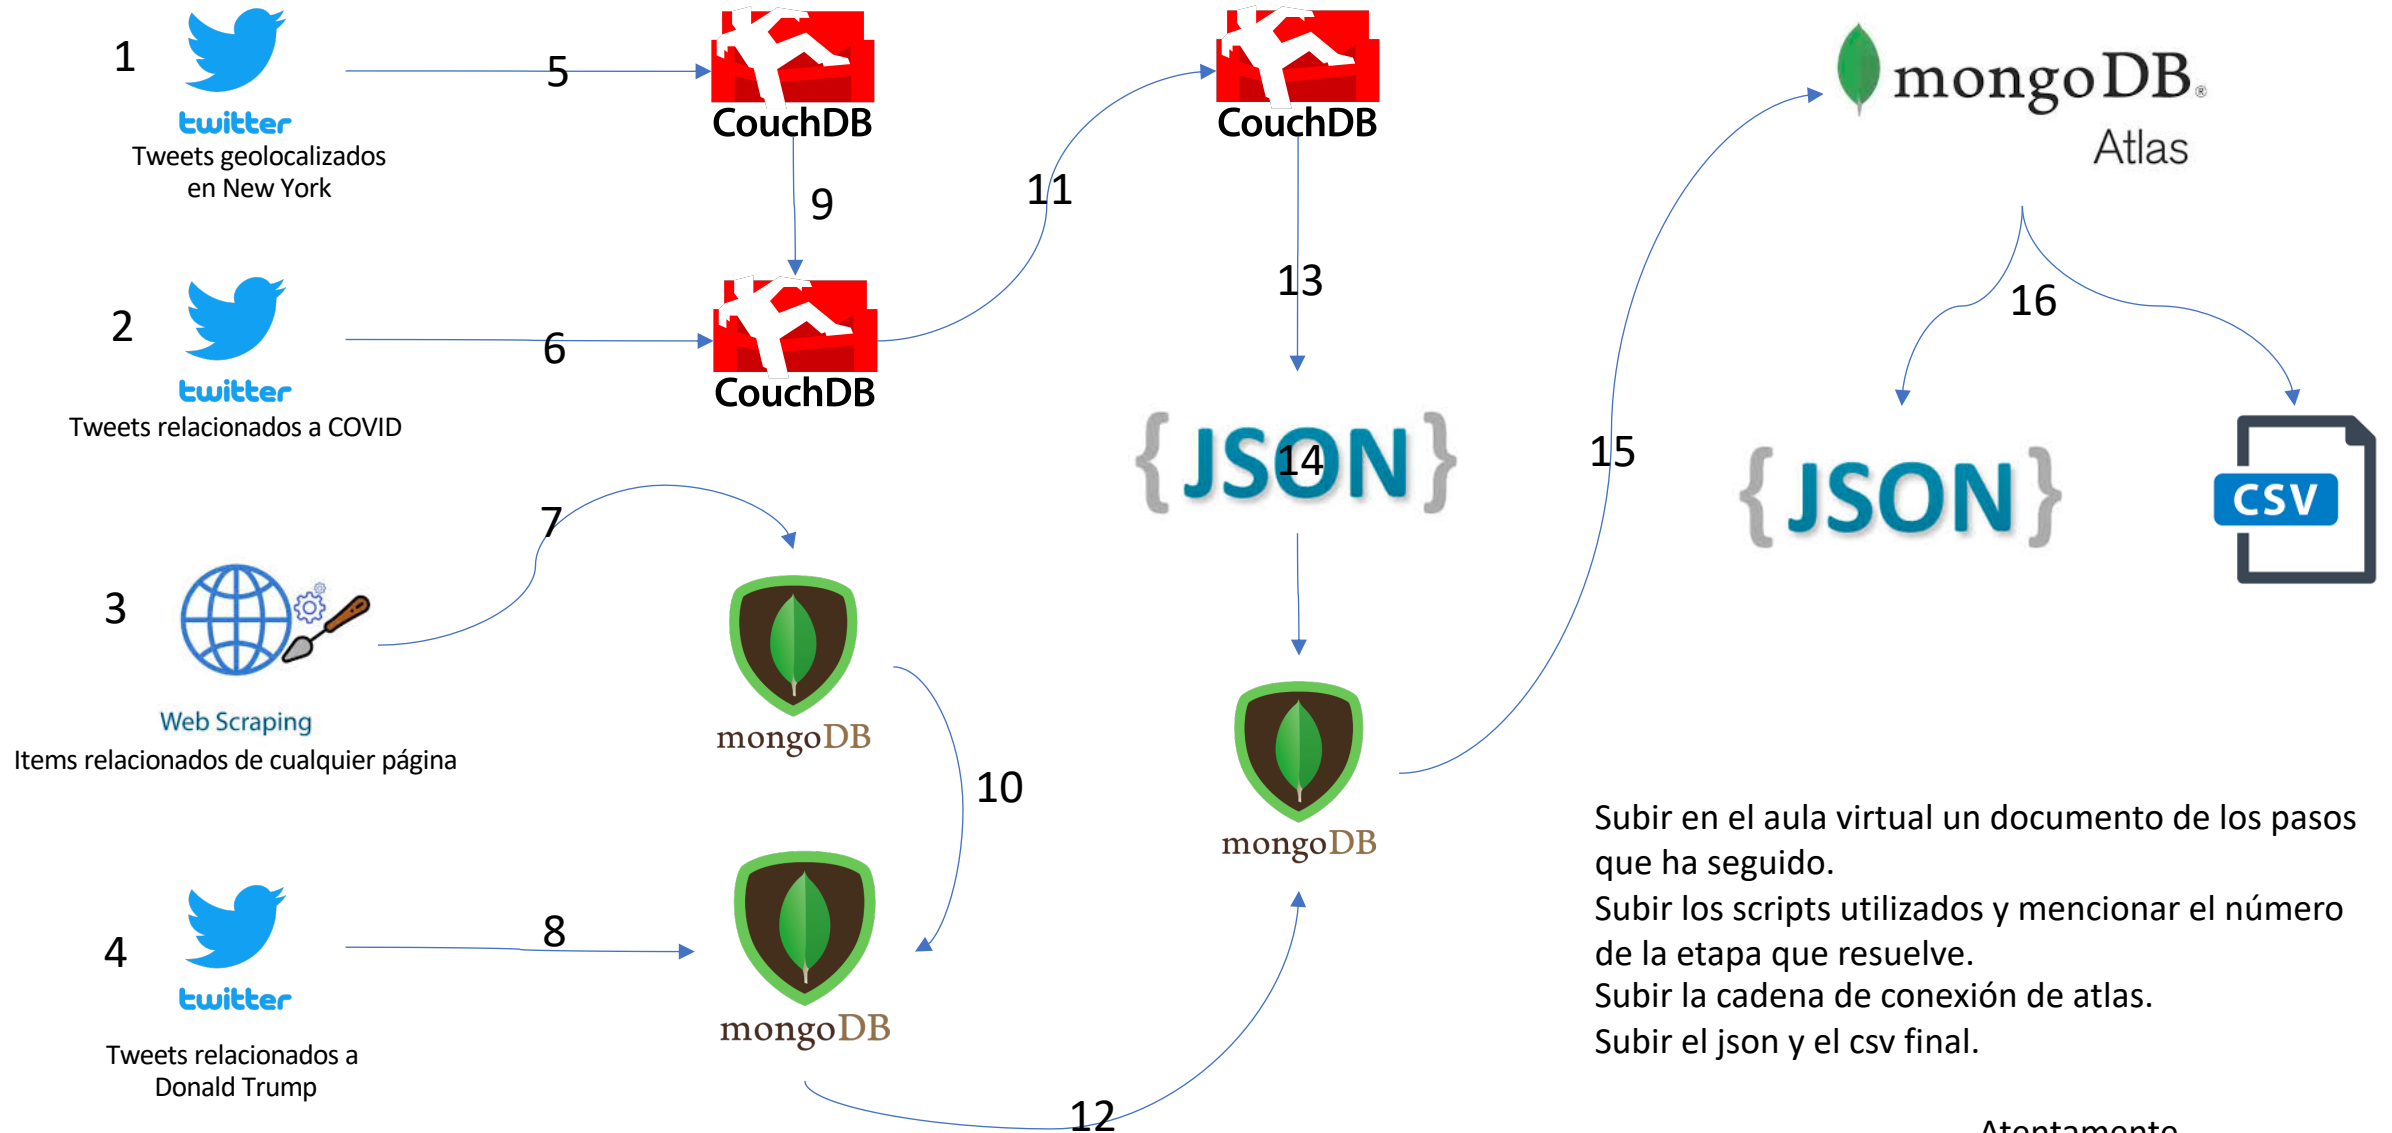 1
twitter
Tweets geolocalizados
en New York
5
CouchDB
9
11
CouchDB
13
mongoDB®
Atlas
16
2
twitter
Tweets relacionados a COVID
6
CouchDB
{JSON}
14
15
{JSON}
CSV
7
3
Web Scraping
Items relacionados de cualquier página
mongoDB
10
mongoDB
4
twitter
Tweets relacionados a
Donald Trump
8
mongoDB
12
Subir en el aula virtual un documento de los pasos
que ha seguido.
Subir los scripts utilizados y mencionar el número
de la etapa que resuelve.
Subir la cadena de conexión de atlas.
Subir el json y el csv final.
Atentamente